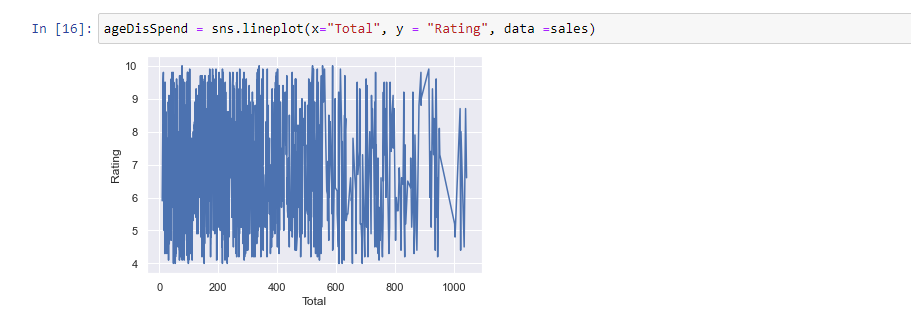 In [16]: ageDisSpend = sns.lineplot(x="Total", y = "Rating", data =sales)
10
9
8
7
6
5
4
Rating
0 200 400 600 800 1000
Total